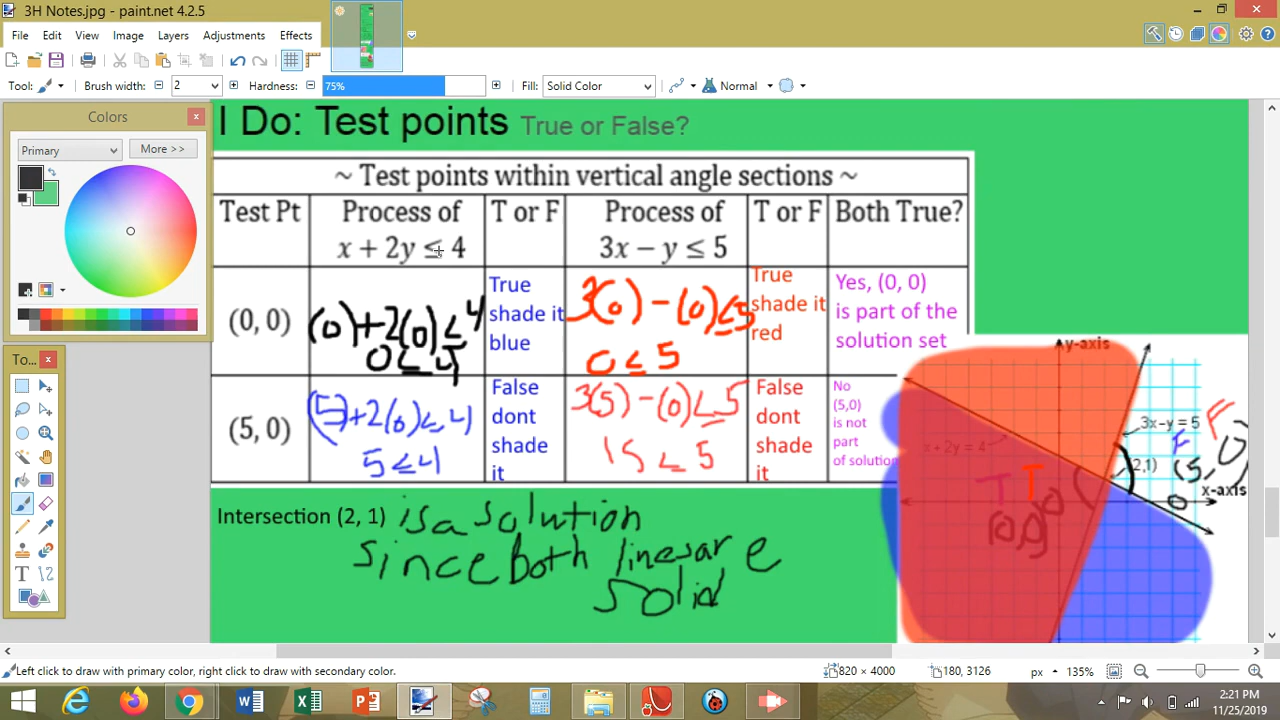 3H Notes.jpg - paint.net 4.2.5
File Edit View Image Layers Adjustments Effects
Tool: Brush width: 2 Hardness: 75% Fill: Solid Color Normal
Colors
Primary More >>
To...
I Do: Test points True or False?
~ Test points within vertical angle sections ~
Test Pt Process of T or F Process of T or F Both True?
x + 2y ≤ 4 3x − y ≤ 5
(0, 0) (0)+2(0)≤4 True 3(0)-(0)≤5 True Yes, (0, 0)
shade it shade it is part of the
blue red solution set
0≤4 0≤5
(5, 0) (5)+2(0)≤4 False 3(5)-(0)≤5 False No
dont dont (5,0)
shade shade is not
it it part
of solution
5≤4 15≤5
y-axis
3x−y = 5
x + 2y = 4
F F
(2,1)
(5, 0)
x-axis
T T
(0,0)
Intersection (2, 1) is a solution
since both lines are
solid
Left click to draw with primary color, right click to draw with secondary color. 820 × 4000 180, 3126 px 135%
2:21 PM
11/25/2019